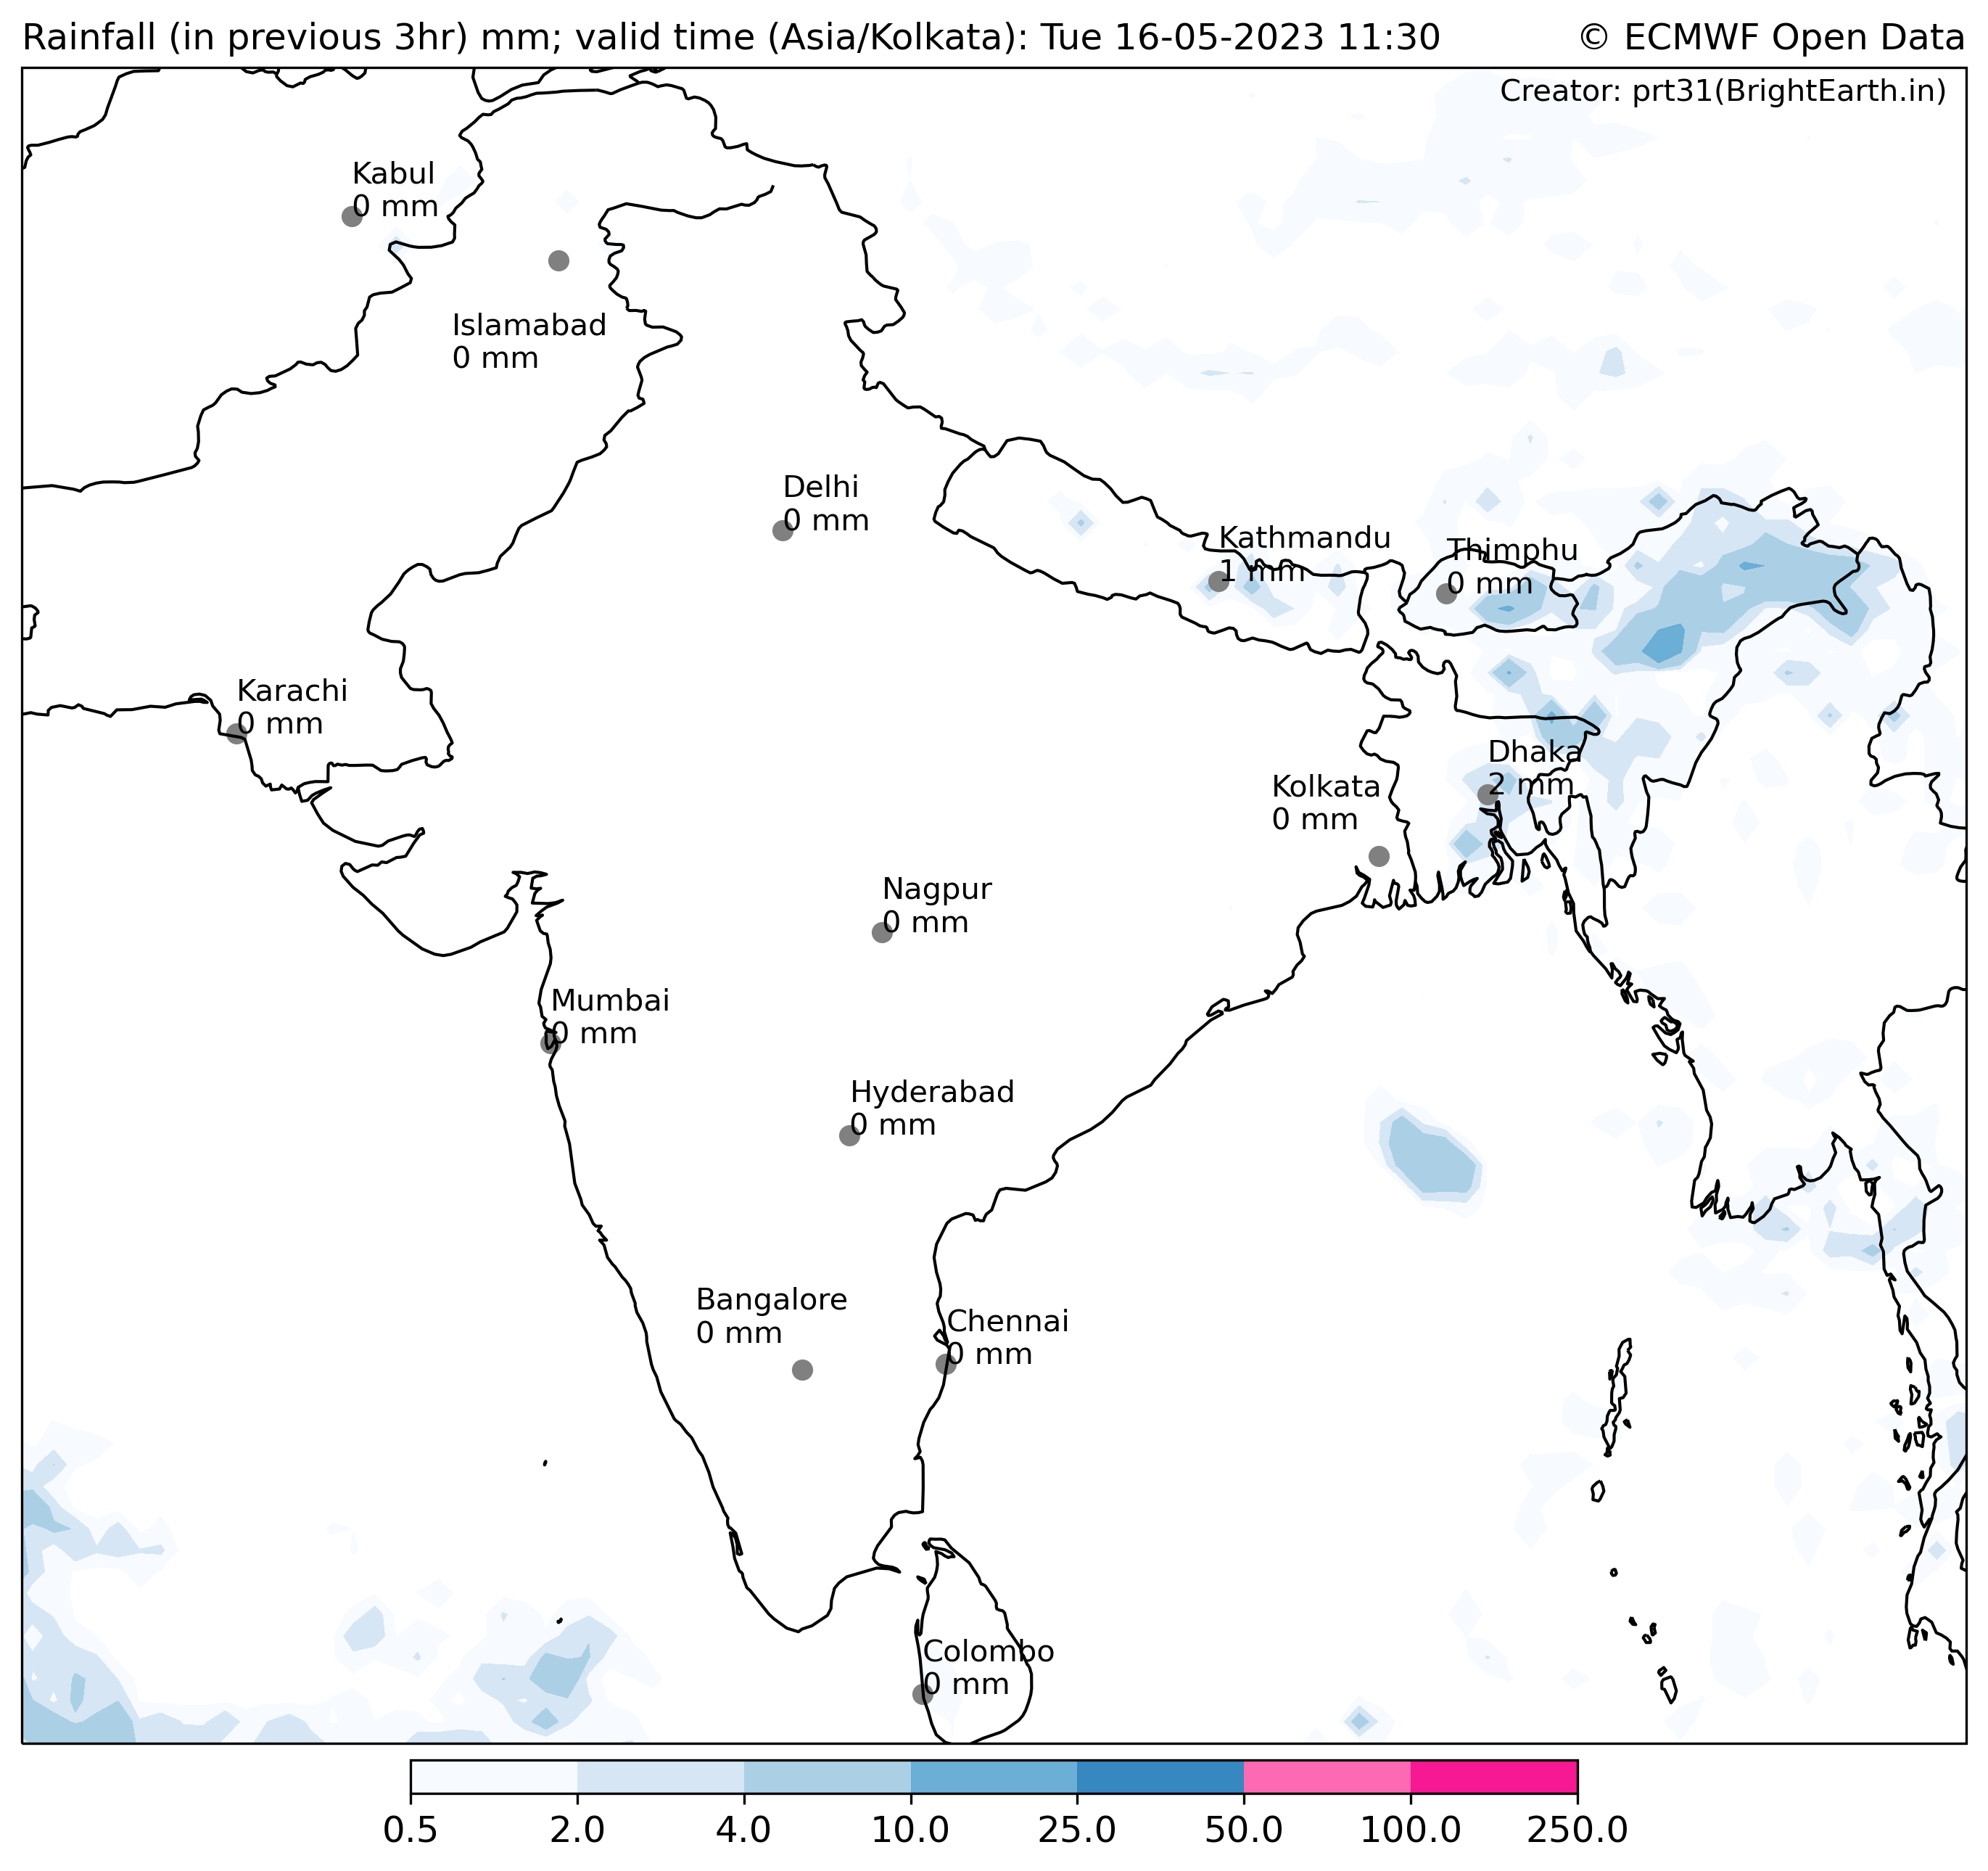 Rainfall (in previous 3hr) mm; valid time (Asia/Kolkata): Tue 16-05-2023 11:30
© ECMWF Open Data
Creator: prt31(BrightEarth.in)
Kabul
0 mm
Islamabad
0 mm
Delhi
0 mm
Kathmandu
1 mm
Thimphu
0 mm
Karachi
0 mm
Dhaka
2 mm
Kolkata
0 mm
Nagpur
0 mm
Mumbai
0 mm
Hyderabad
0 mm
Bangalore
0 mm
Chennai
0 mm
Colombo
0 mm
0.5 2.0 4.0 10.0 25.0 50.0 100.0 250.0